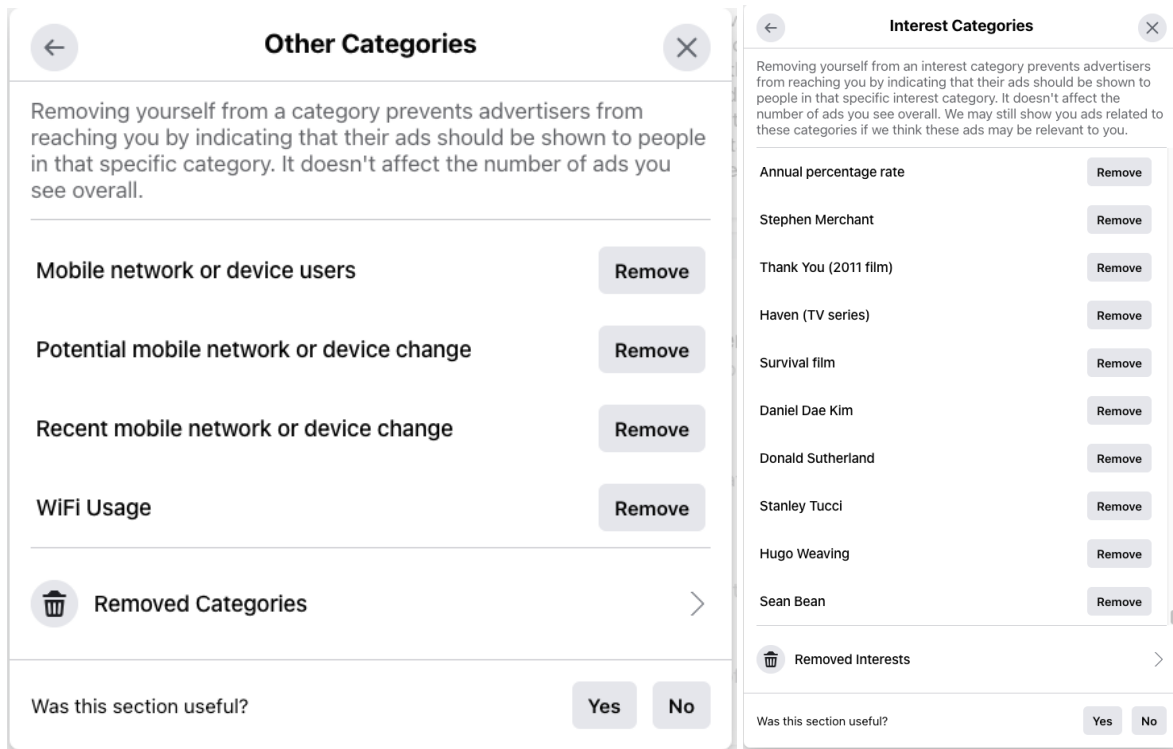 Other Categories
Removing yourself from a category prevents advertisers from
reaching you by indicating that their ads should be shown to people
in that specific category. It doesn't affect the number of ads you
see overall.
Mobile network or device users Remove
Potential mobile network or device change Remove
Recent mobile network or device change Remove
WiFi Usage Remove
Removed Categories
Was this section useful? Yes No
Interest Categories
Removing yourself from an interest category prevents advertisers
from reaching you by indicating that their ads should be shown to
people in that specific interest category. It doesn't affect the
number of ads you see overall. We may still show you ads related to
these categories if we think these ads may be relevant to you.
Annual percentage rate Remove
Stephen Merchant Remove
Thank You (2011 film) Remove
Haven (TV series) Remove
Survival film Remove
Daniel Dae Kim Remove
Donald Sutherland Remove
Stanley Tucci Remove
Hugo Weaving Remove
Sean Bean Remove
Removed Interests
Was this section useful? Yes No